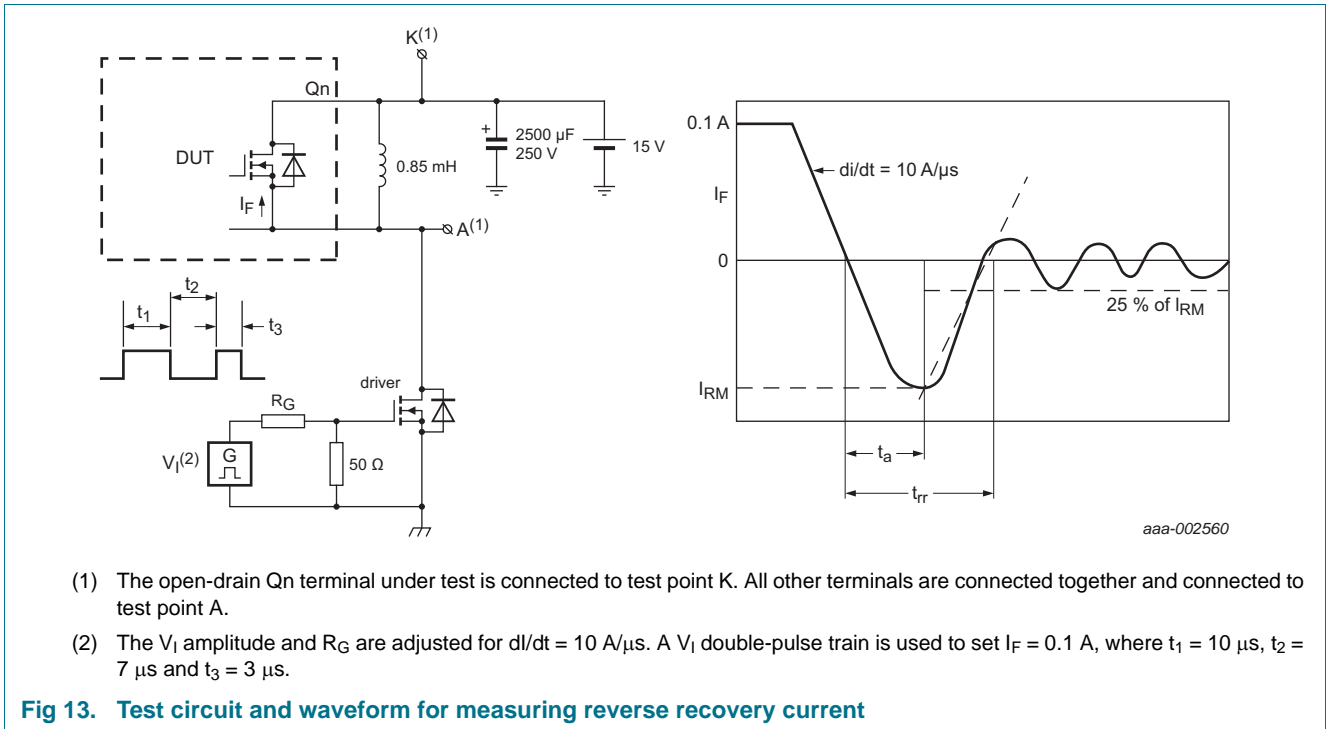 K(1)
Qn
DUT
IF
0.85 mH
+
2500 µF
250 V
15 V
A(1)
t1
t2
t3
driver
RG
VI(2)
G
50 Ω
0.1 A
di/dt = 10 A/µs
IF
0
25 % of IRM
IRM
ta
trr
aaa-002560
(1) The open-drain Qn terminal under test is connected to test point K. All other terminals are connected together and connected to
test point A.
(2) The VI amplitude and RG are adjusted for dI/dt = 10 A/µs. A VI double-pulse train is used to set IF = 0.1 A, where t1 = 10 µs, t2 =
7 µs and t3 = 3 µs.
Fig 13. Test circuit and waveform for measuring reverse recovery current